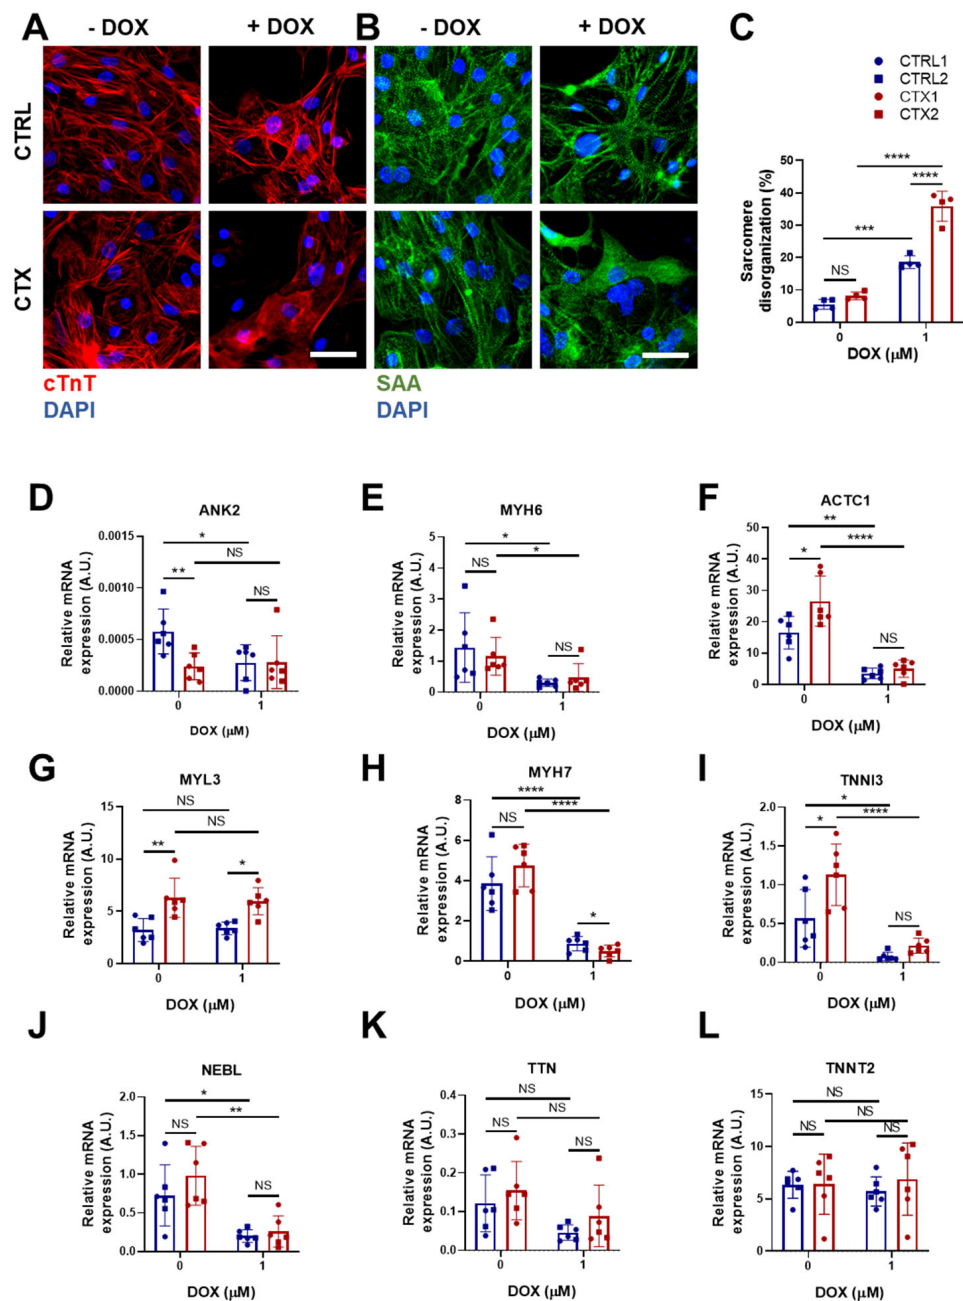 A - DOX + DOX B - DOX + DOX C
CTRL
CTX
cTnT
DAPI
SAA
DAPI
CTRL1
CTRL2
CTX1
CTX2
Sarcomere
disorganization (%)
50
40
30
20
10
0
****
****
***
NS
0 1
DOX (μM)
D
ANK2
Relative mRNA
expression (A.U.)
0.0015
0.0010
0.0005
0.0000
*
NS
**
NS
0 1
DOX (μM)
E
MYH6
Relative mRNA
expression (A.U.)
5
4
3
2
1
0
*
*
NS
NS
0 1
DOX (μM)
F
ACTC1
Relative mRNA
expression (A.U.)
50
40
30
20
10
0
**
****
*
NS
0 1
DOX (μM)
G
MYL3
Relative mRNA
expression (A.U.)
15
10
5
0
NS
NS
**
*
0 1
DOX (μM)
H
MYH7
Relative mRNA
expression (A.U.)
8
6
4
2
0
****
****
NS
*
0 1
DOX (μM)
I
TNNI3
Relative mRNA
expression (A.U.)
2.0
1.5
1.0
0.5
0.0
*
****
*
NS
0 1
DOX (μM)
J
NEBL
Relative mRNA
expression (A.U.)
2.0
1.5
1.0
0.5
0.0
*
**
NS
NS
0 1
DOX (μM)
K
TTN
Relative mRNA
expression (A.U.)
0.4
0.3
0.2
0.1
0.0
NS
NS
NS
NS
0 1
DOX (μM)
L
TNNT2
Relative mRNA
expression (A.U.)
15
10
5
0
NS
NS
NS
NS
0 1
DOX (μM)